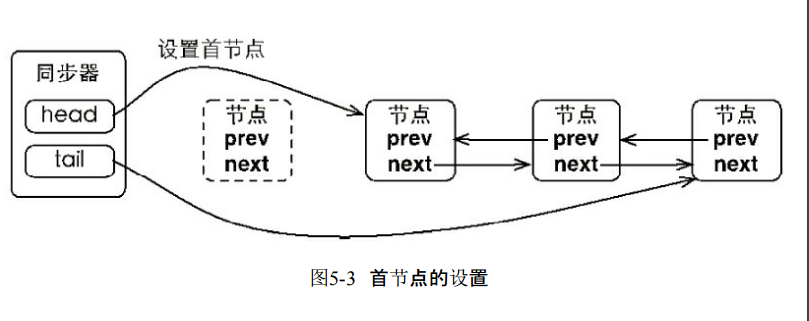 设置首节点
同步器
head
tail
节点
prev
next
节点
prev
next
节点
prev
next
节点
prev
next
图5-3 首节点的设置